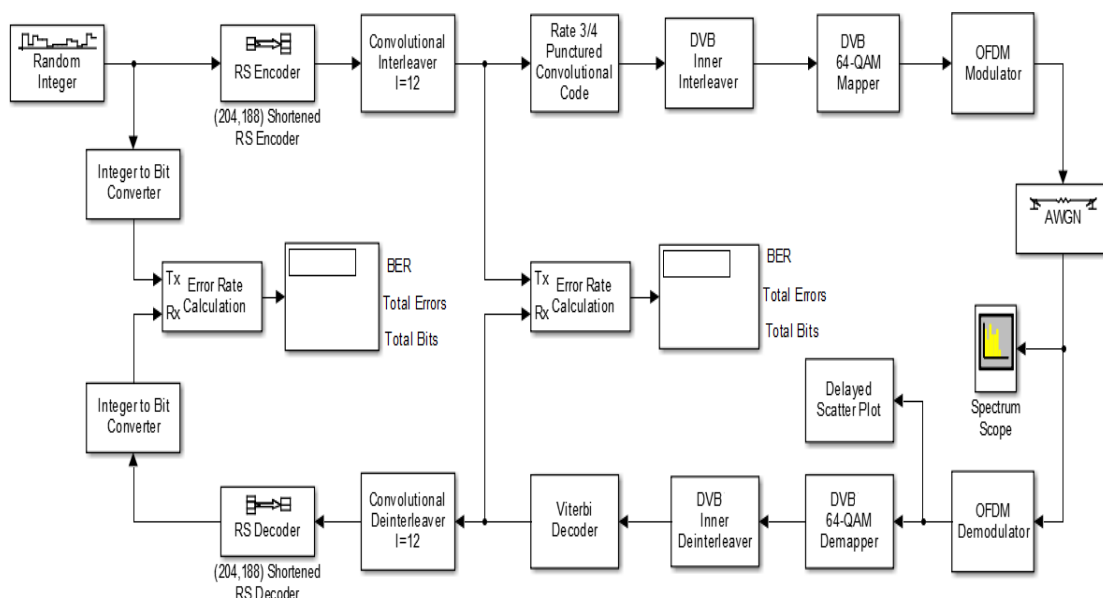 Random
Integer
RS Encoder
(204,188) Shortened
RS Encoder
Convolutional
Interleaver
I=12
Rate 3/4
Punctured
Convolutional
Code
DVB
Inner
Interleaver
DVB
64-QAM
Mapper
OFDM
Modulator
Integer to Bit
Converter
AWGN
Tx
Rx
Error Rate
Calculation
BER
Total Errors
Total Bits
Tx
Rx
Error Rate
Calculation
BER
Total Errors
Total Bits
Spectrum
Scope
Delayed
Scatter Plot
Integer to Bit
Converter
RS Decoder
(204,188) Shortened
RS Decoder
Convolutional
Deinterleaver
I=12
Viterbi
Decoder
DVB
Inner
Deinterleaver
DVB
64-QAM
Demapper
OFDM
Demodulator